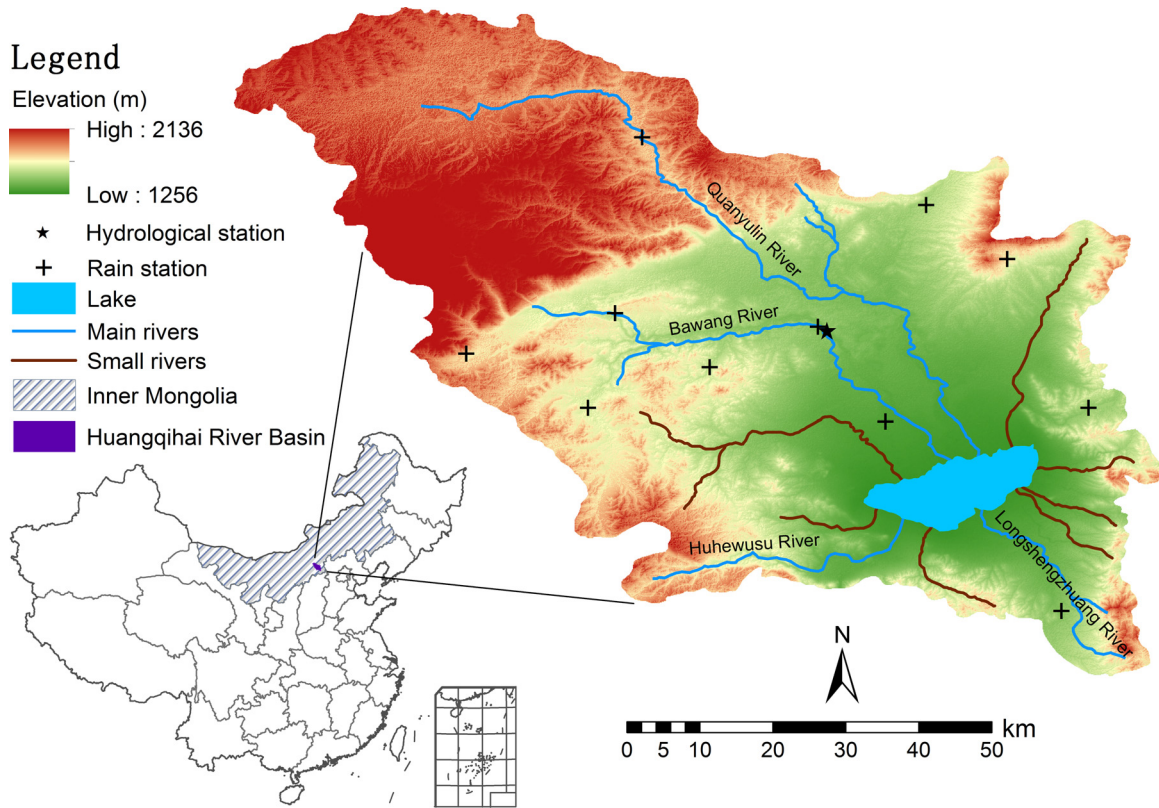 Legend
Elevation (m)
High : 2136
Low : 1256
Hydrological station
Rain station
Lake
Main rivers
Small rivers
Inner Mongolia
Huangqihai River Basin
Quanyulin River
Bawang River
Huhewusu River
Longshengzhuang River
N
km
0 5 10 20 30 40 50